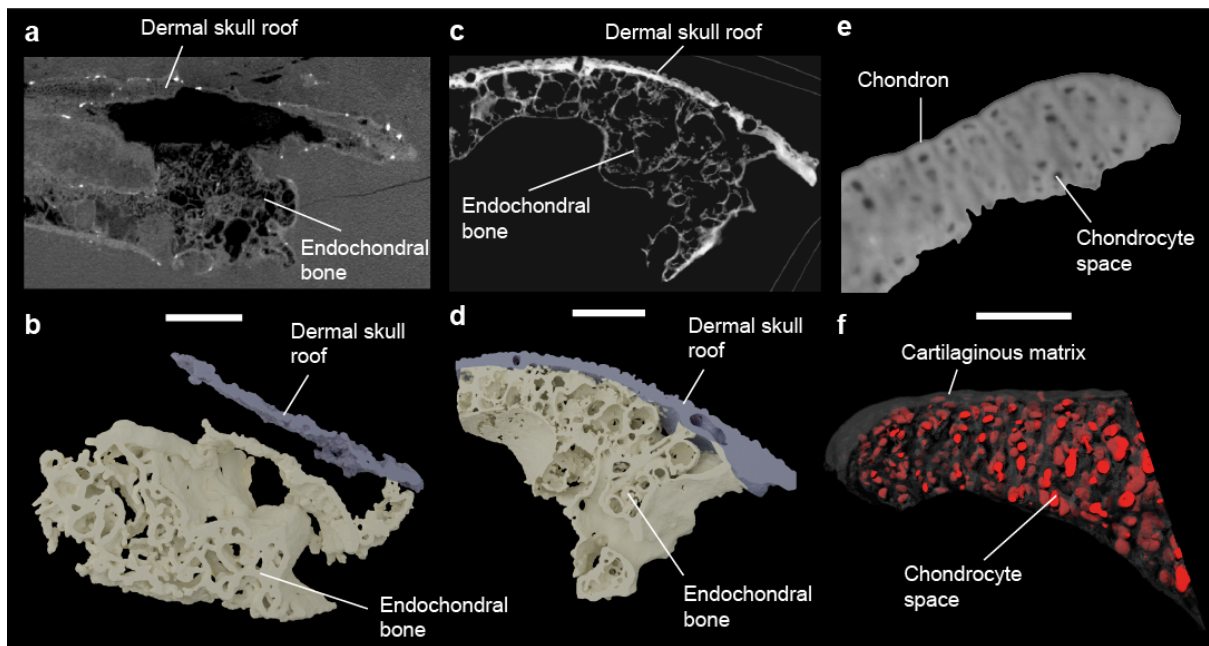 a
Dermal skull roof
Endochondral
bone
b
Dermal skull
roof
Endochondral
bone
c
Dermal skull roof
Endochondral
bone
d
Dermal skull
roof
Endochondral
bone
e
Chondron
Chondrocyte
space
f
Cartilaginous matrix
Chondrocyte
space